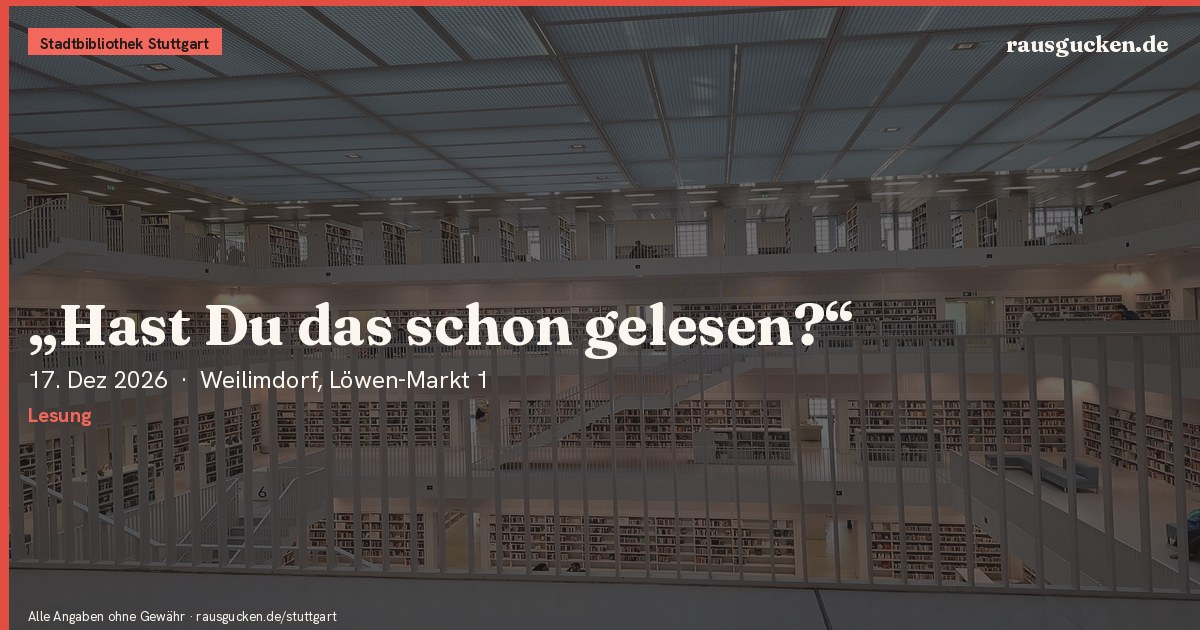 Stadtbibliothek Stuttgart
rausgucken.de
„Hast Du das schon gelesen?“
17. Dez 2026 · Weilimdorf, Löwen-Markt 1
Lesung
6
Alle Angaben ohne Gewähr · rausgucken.de/stuttgart